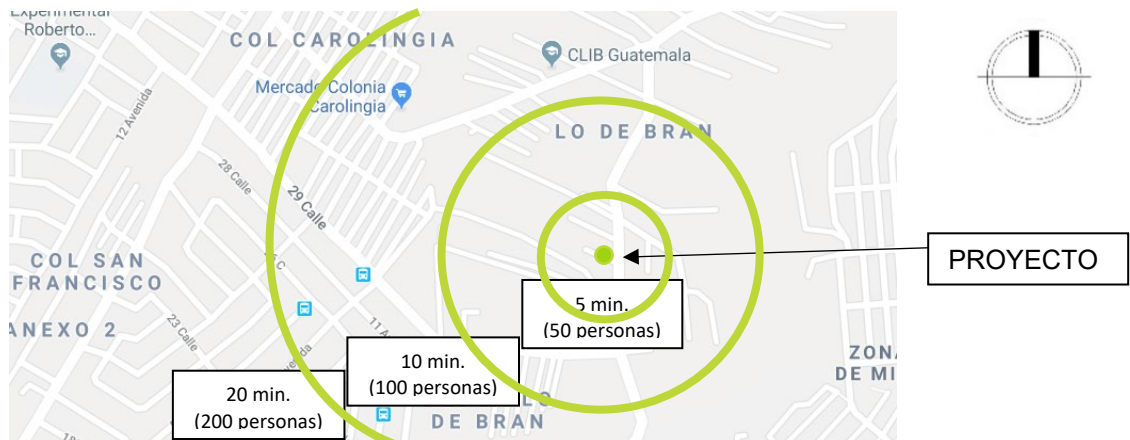 Experimental
Roberto...
COL CAROLINGIA
CLIB Guatemala
Mercado Colonia
Carolingia
LO DE BRAN
12 Avenida
28 Calle
29 Calle
COL SAN
FRANCISCO
ANEXO 2
23 Calle
PROYECTO
5 min.
(50 personas)
10 min.
(100 personas)
20 min.
(200 personas)
LO
DE BRAN
ZON
DE MI